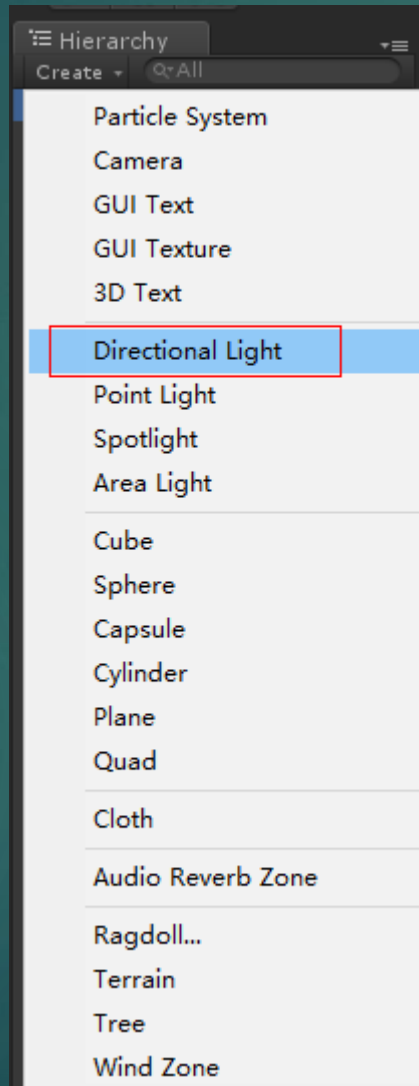 Hierarchy
Create All
Particle System
Camera
GUI Text
GUI Texture
3D Text
Directional Light
Point Light
Spotlight
Area Light
Cube
Sphere
Capsule
Cylinder
Plane
Quad
Cloth
Audio Reverb Zone
Ragdoll...
Terrain
Tree
Wind Zone